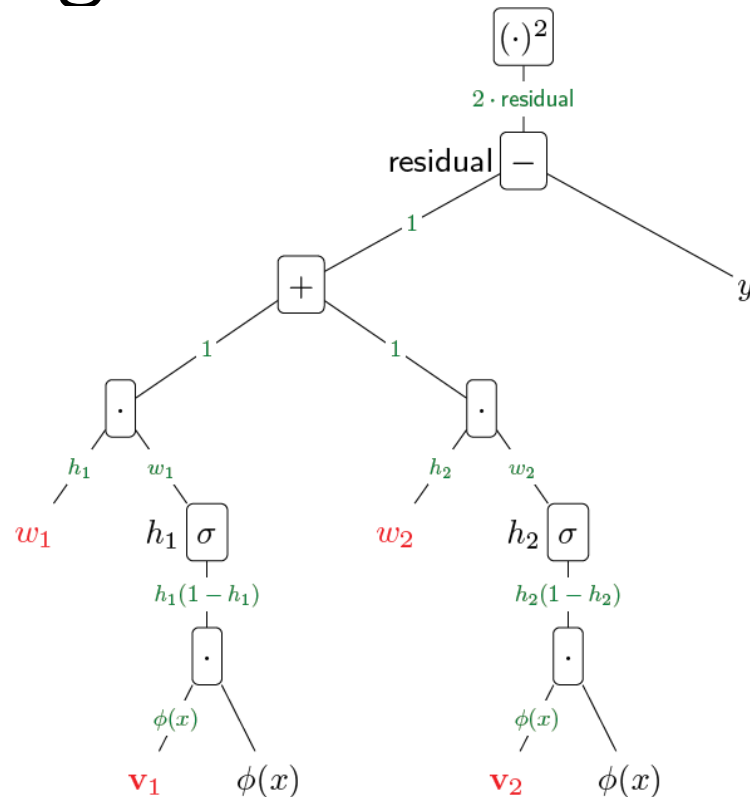 (·)²
2 · residual
residual −
1
+
y
1 1
· ·
h₁ w₁ h₂ w₂
w₁ h₁ σ w₂ h₂ σ
h₁(1 − h₁) h₂(1 − h₂)
· ·
ϕ(x) ϕ(x)
v₁ ϕ(x) v₂ ϕ(x)